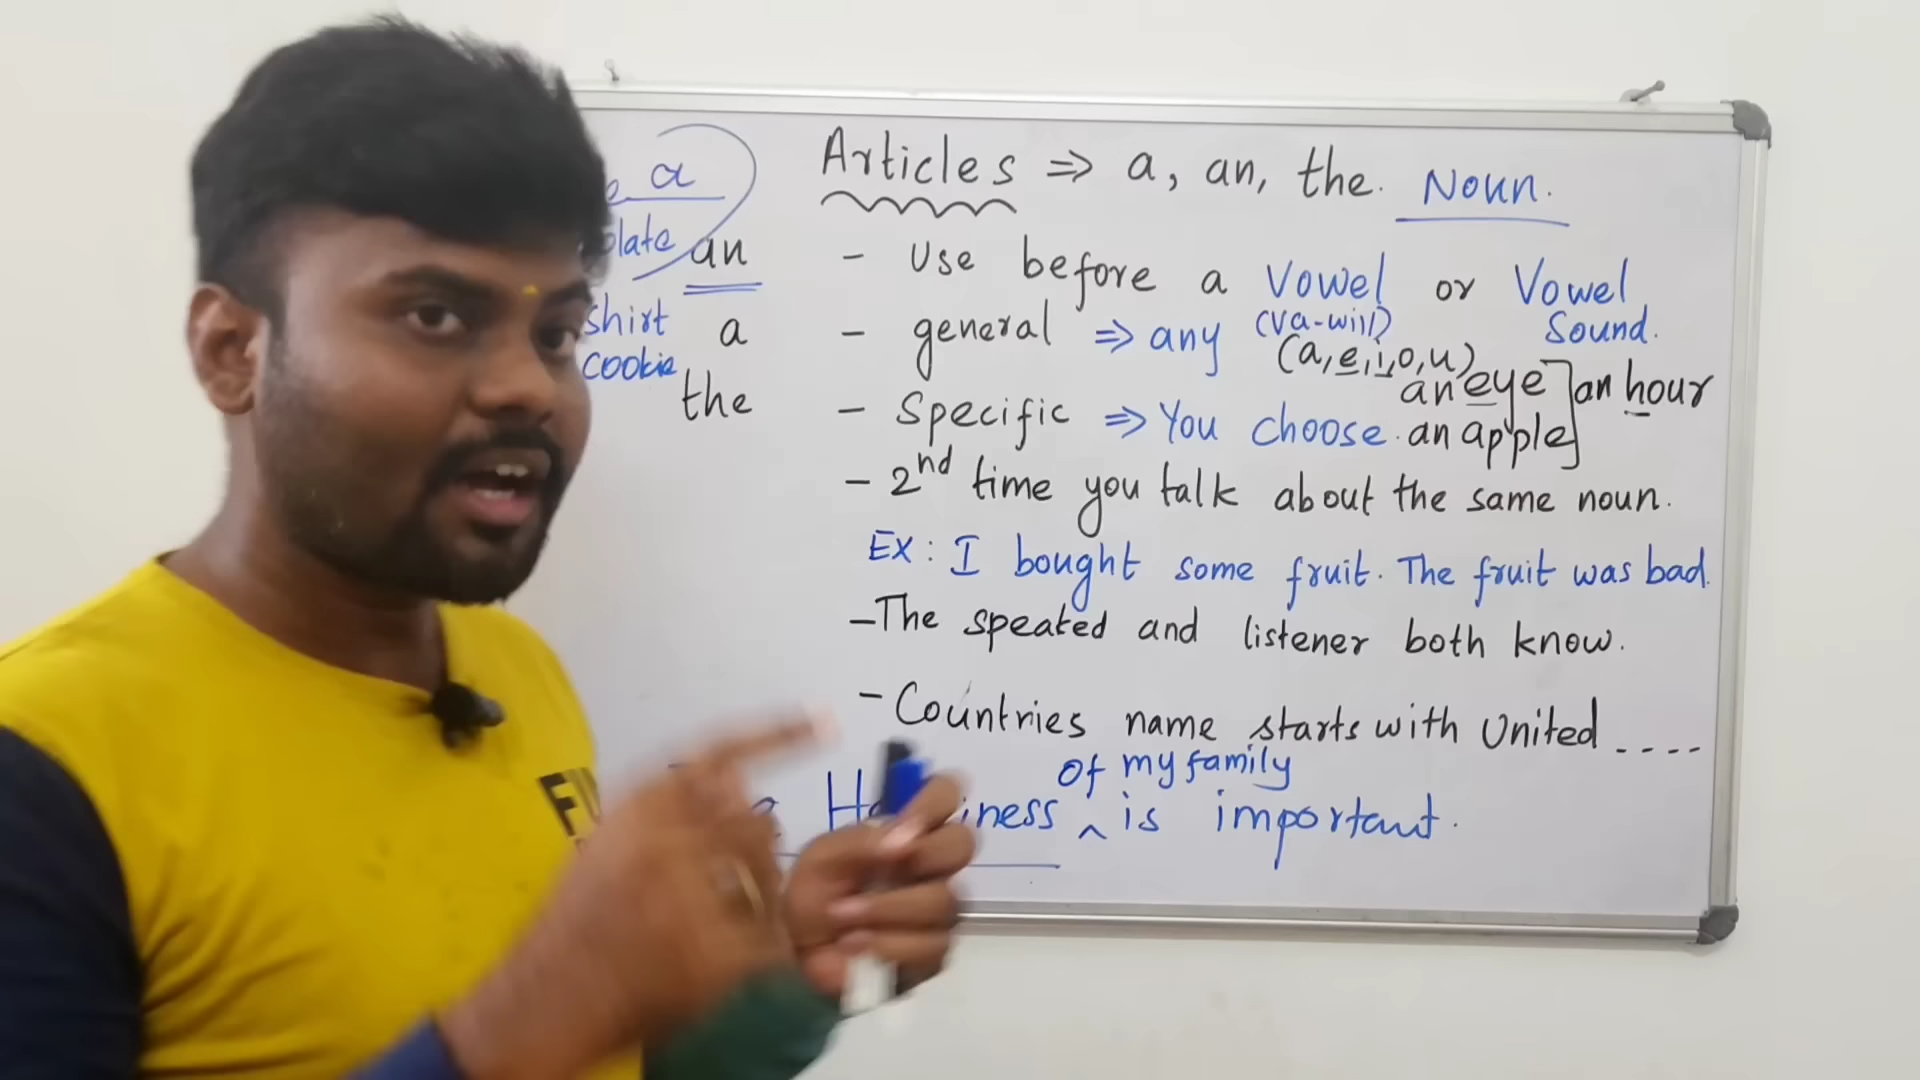 Articles ⇒ a, an, the. Noun.
a
an - Use before a Vowel or Vowel Sound.
(Va-will)
(a,e,i,o,u)
shirt
cookie
a - general ⇒ any
an eye
an apple
an hour
the - Specific ⇒ You choose.
- 2nd time you talk about the same noun.
Ex: I bought some fruit. The fruit was bad.
- The speated and listener both know.
- Countries name starts with United ....
of my family
^ is important.